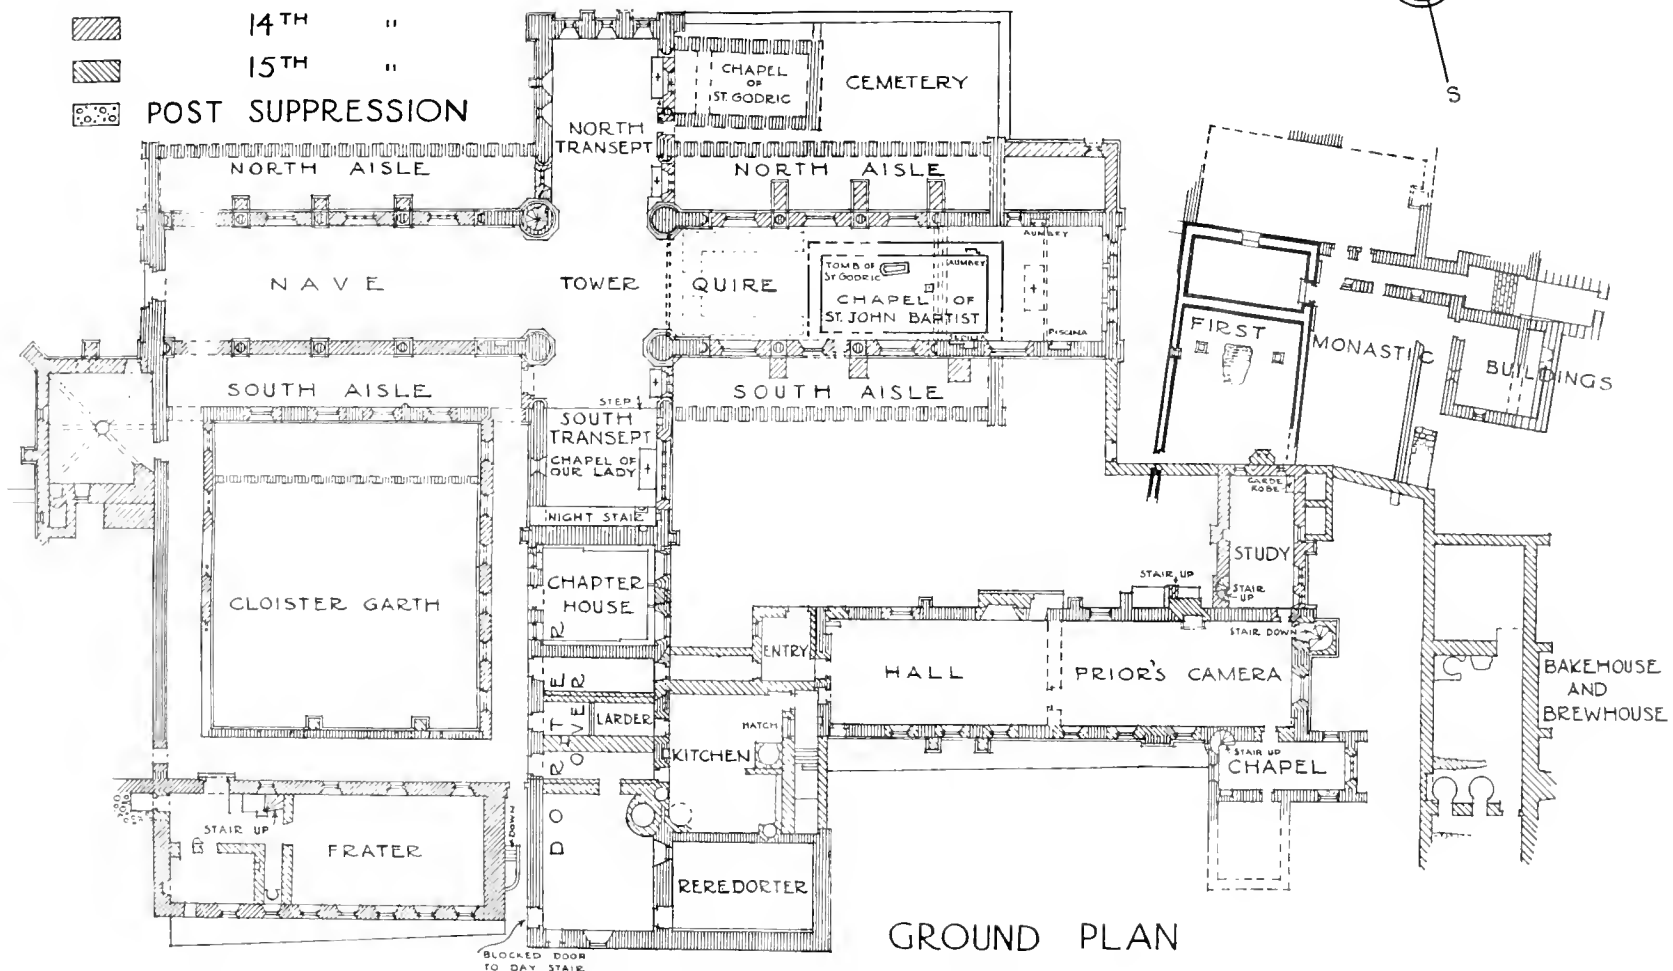 14TH "
15TH "
POST SUPPRESSION
S
CHAPEL
OF
ST. GODRIC
CEMETERY
NORTH
TRANSEPT
NORTH AISLE
NORTH AISLE
NAVE
TOWER
QUIRE
TOMB OF
ST GODRIC
AUMBRY
AUMBRY
CHAPEL OF
ST. JOHN BAPTIST
PISCINA
FIRST
MONASTIC
BUILDINGS
SOUTH AISLE
SOUTH AISLE
STEP
SOUTH
TRANSEPT
CHAPEL OF
OUR LADY
NIGHT STAIR
GARDE
ROBE
STUDY
STAIR UP
STAIR
UP
STAIR DOWN
CLOISTER GARTH
CHAPTER
HOUSE
ENTRY
HALL
PRIOR'S CAMERA
BAKEHOUSE
AND
BREWHOUSE
DORTER
OVER
LARDER
HATCH
KITCHEN
STAIR UP
CHAPEL
STAIR UP
FRATER
DOWN
REREDORTER
BLOCKED DOOR
TO DAY STAIR
GROUND PLAN